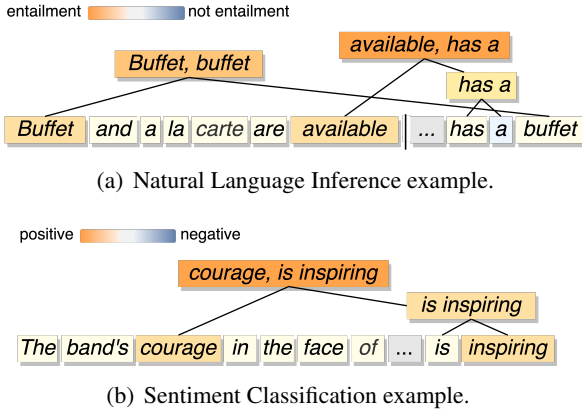 entailment not entailment
available, has a
Buffet, buffet
has a
Buffet and a la carte are available ... has a buffet
(a) Natural Language Inference example.
positive negative
courage, is inspiring
is inspiring
The band's courage in the face of ... is inspiring
(b) Sentiment Classification example.